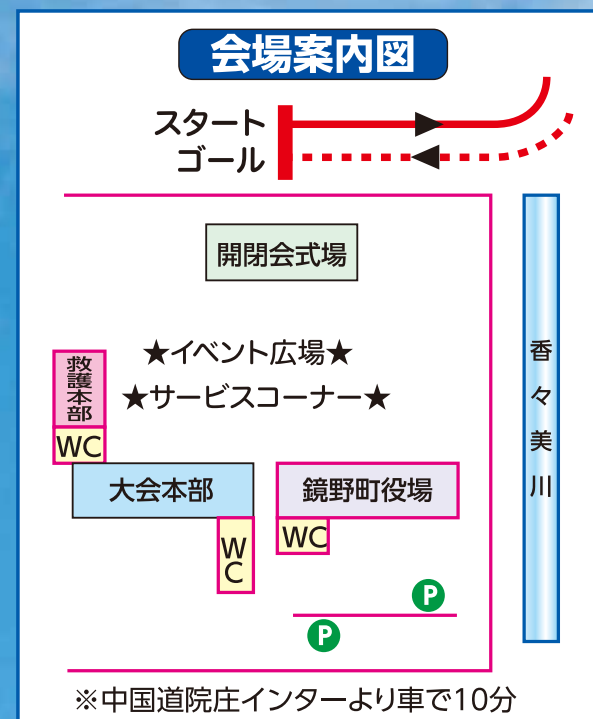 会場案内図
スタート
ゴール
開閉会式場
★イベント広場★
★サービスコーナー★
救護本部
WC
大会本部
鏡野町役場
WC
WC
P
P
香々美川
※中国道院庄インターより車で10分